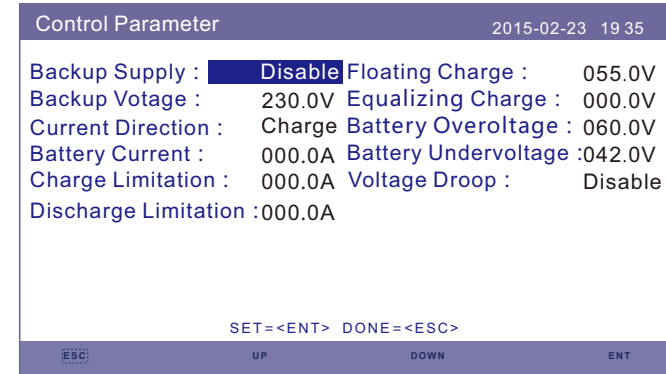 Control Parameter 2015-02-23 19 35
Backup Supply : Disable Floating Charge : 055.0V
Backup Votage : 230.0V Equalizing Charge : 000.0V
Current Direction : Charge Battery Overoltage : 060.0V
Battery Current : 000.0A Battery Undervoltage :042.0V
Charge Limitation : 000.0A Voltage Droop : Disable
Discharge Limitation :000.0A
SET=<ENT> DONE=<ESC>
ESC UP DOWN ENT